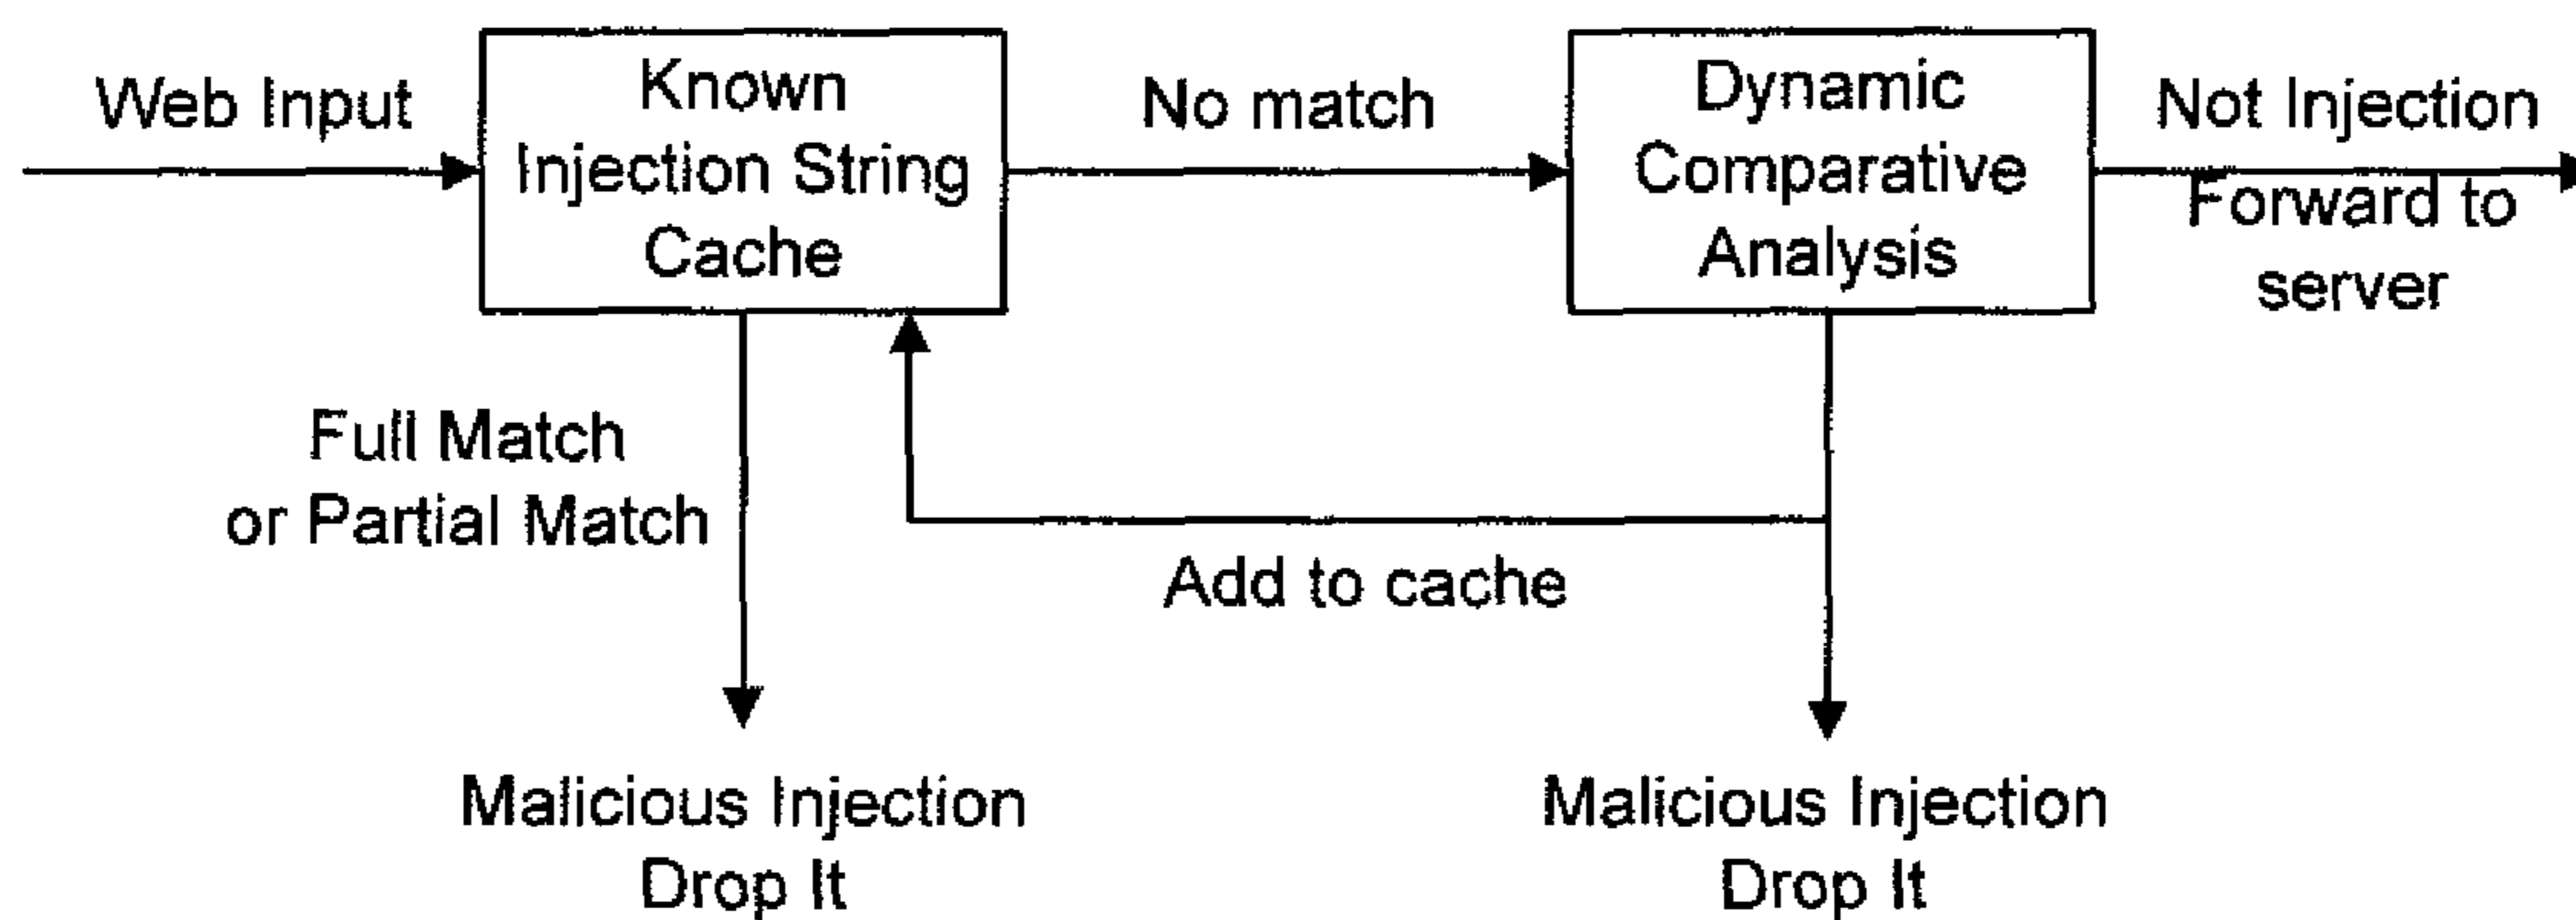 Web Input
Known
Injection String
Cache
No match
Dynamic
Comparative
Analysis
Not Injection
Forward to
server
Full Match
or Partial Match
Add to cache
Malicious Injection
Drop It
Malicious Injection
Drop It